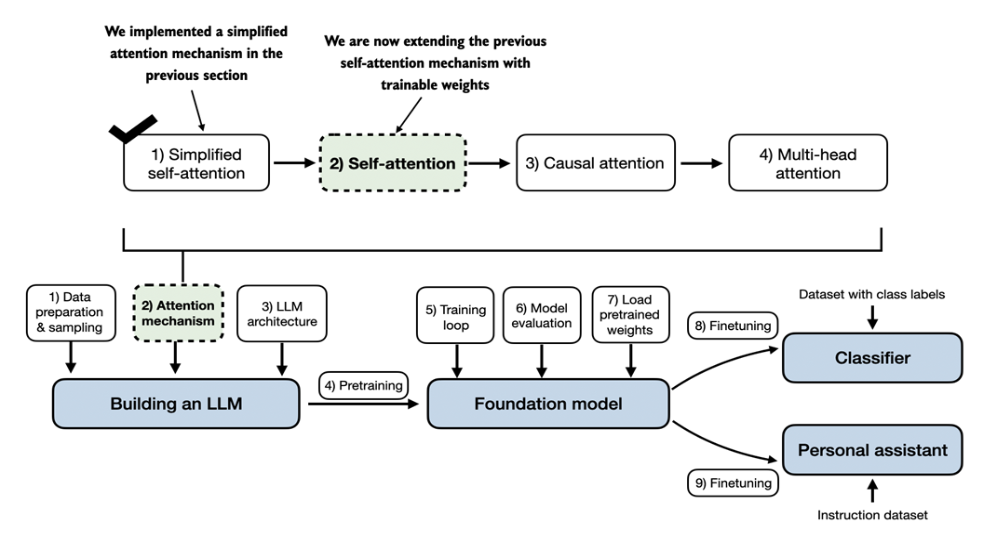 We implemented a simplified
attention mechanism in the
previous section
We are now extending the previous
self-attention mechanism with
trainable weights
1) Simplified
self-attention
2) Self-attention
3) Causal attention
4) Multi-head
attention
1) Data
preparation
& sampling
2) Attention
mechanism
3) LLM
architecture
5) Training
loop
6) Model
evaluation
7) Load
pretrained
weights
8) Finetuning
Dataset with class labels
Classifier
Building an LLM
4) Pretraining
Foundation model
Personal assistant
9) Finetuning
Instruction dataset